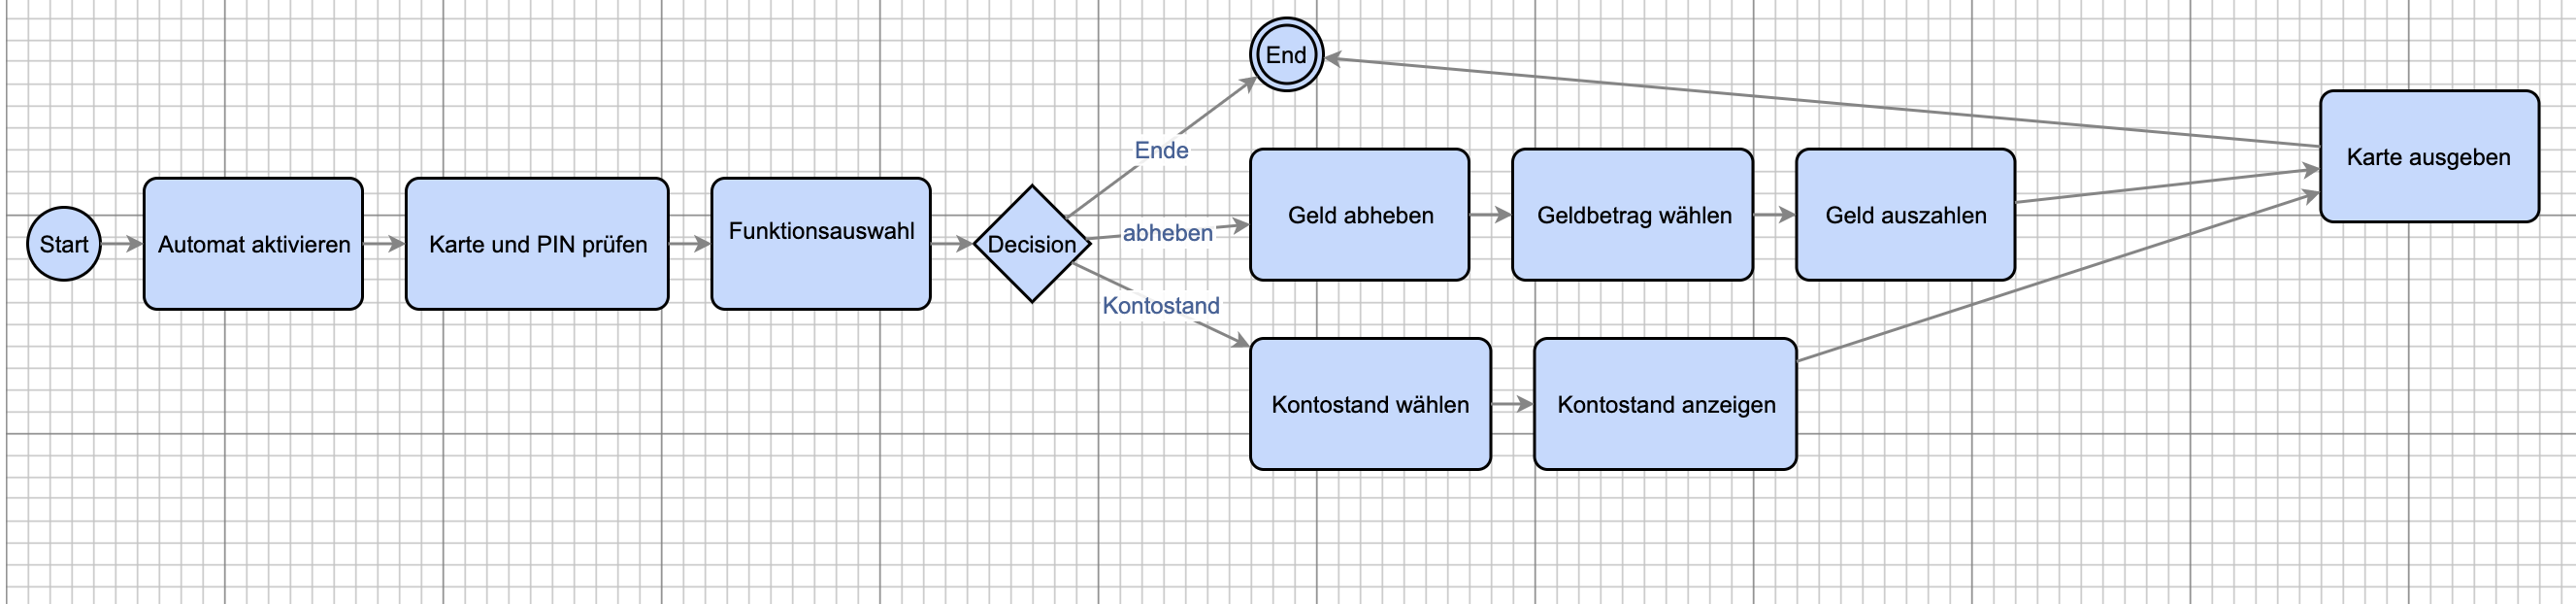 End
Ende
Karte ausgeben
Start
Automat aktivieren
Karte und PIN prüfen
Funktionsauswahl
Decision
abheben
Geld abheben
Geldbetrag wählen
Geld auszahlen
Kontostand
Kontostand wählen
Kontostand anzeigen